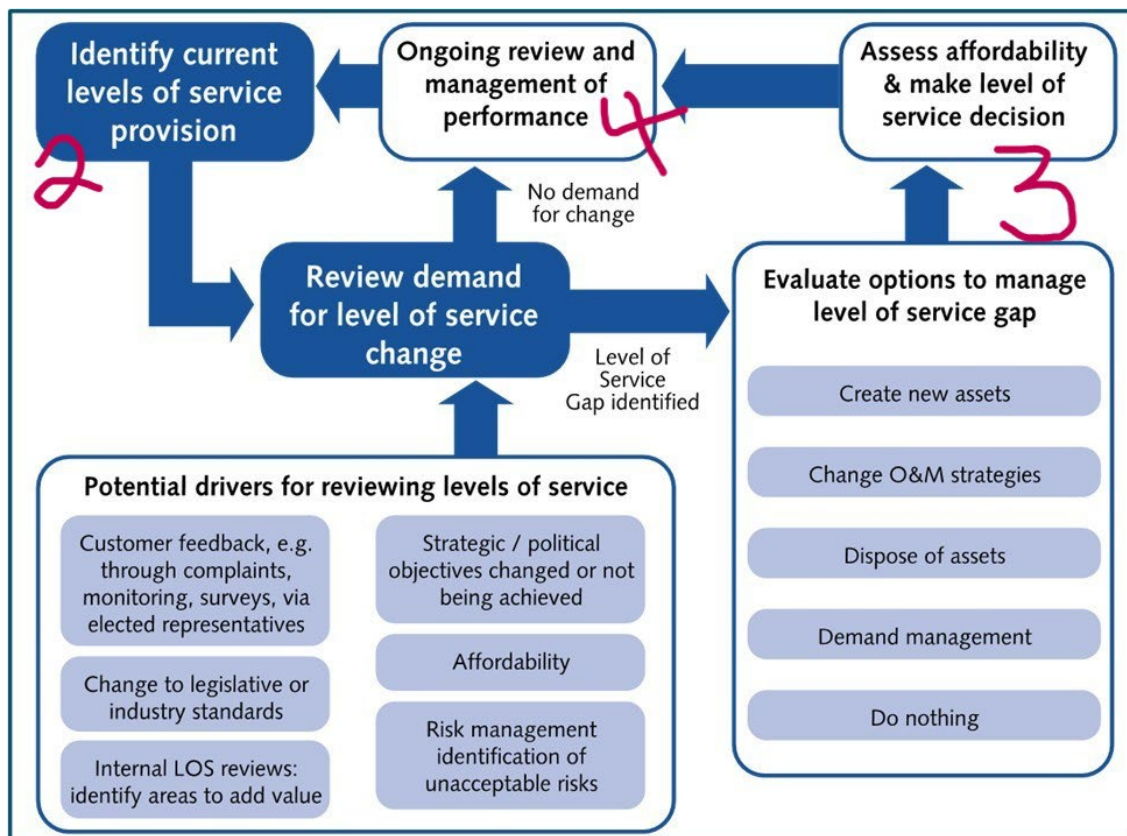 Identify current
levels of service
provision
2
Ongoing review and
management of
performance
4
Assess affordability
& make level of
service decision
3
No demand
for change
Review demand
for level of service
change
Level of
Service
Gap identified
Evaluate options to manage
level of service gap
Create new assets
Change O&M strategies
Dispose of assets
Demand management
Do nothing
Potential drivers for reviewing levels of service
Customer feedback, e.g.
through complaints,
monitoring, surveys, via
elected representatives
Change to legislative or
industry standards
Internal LOS reviews:
identify areas to add value
Strategic / political
objectives changed or not
being achieved
Affordability
Risk management
identification of
unacceptable risks